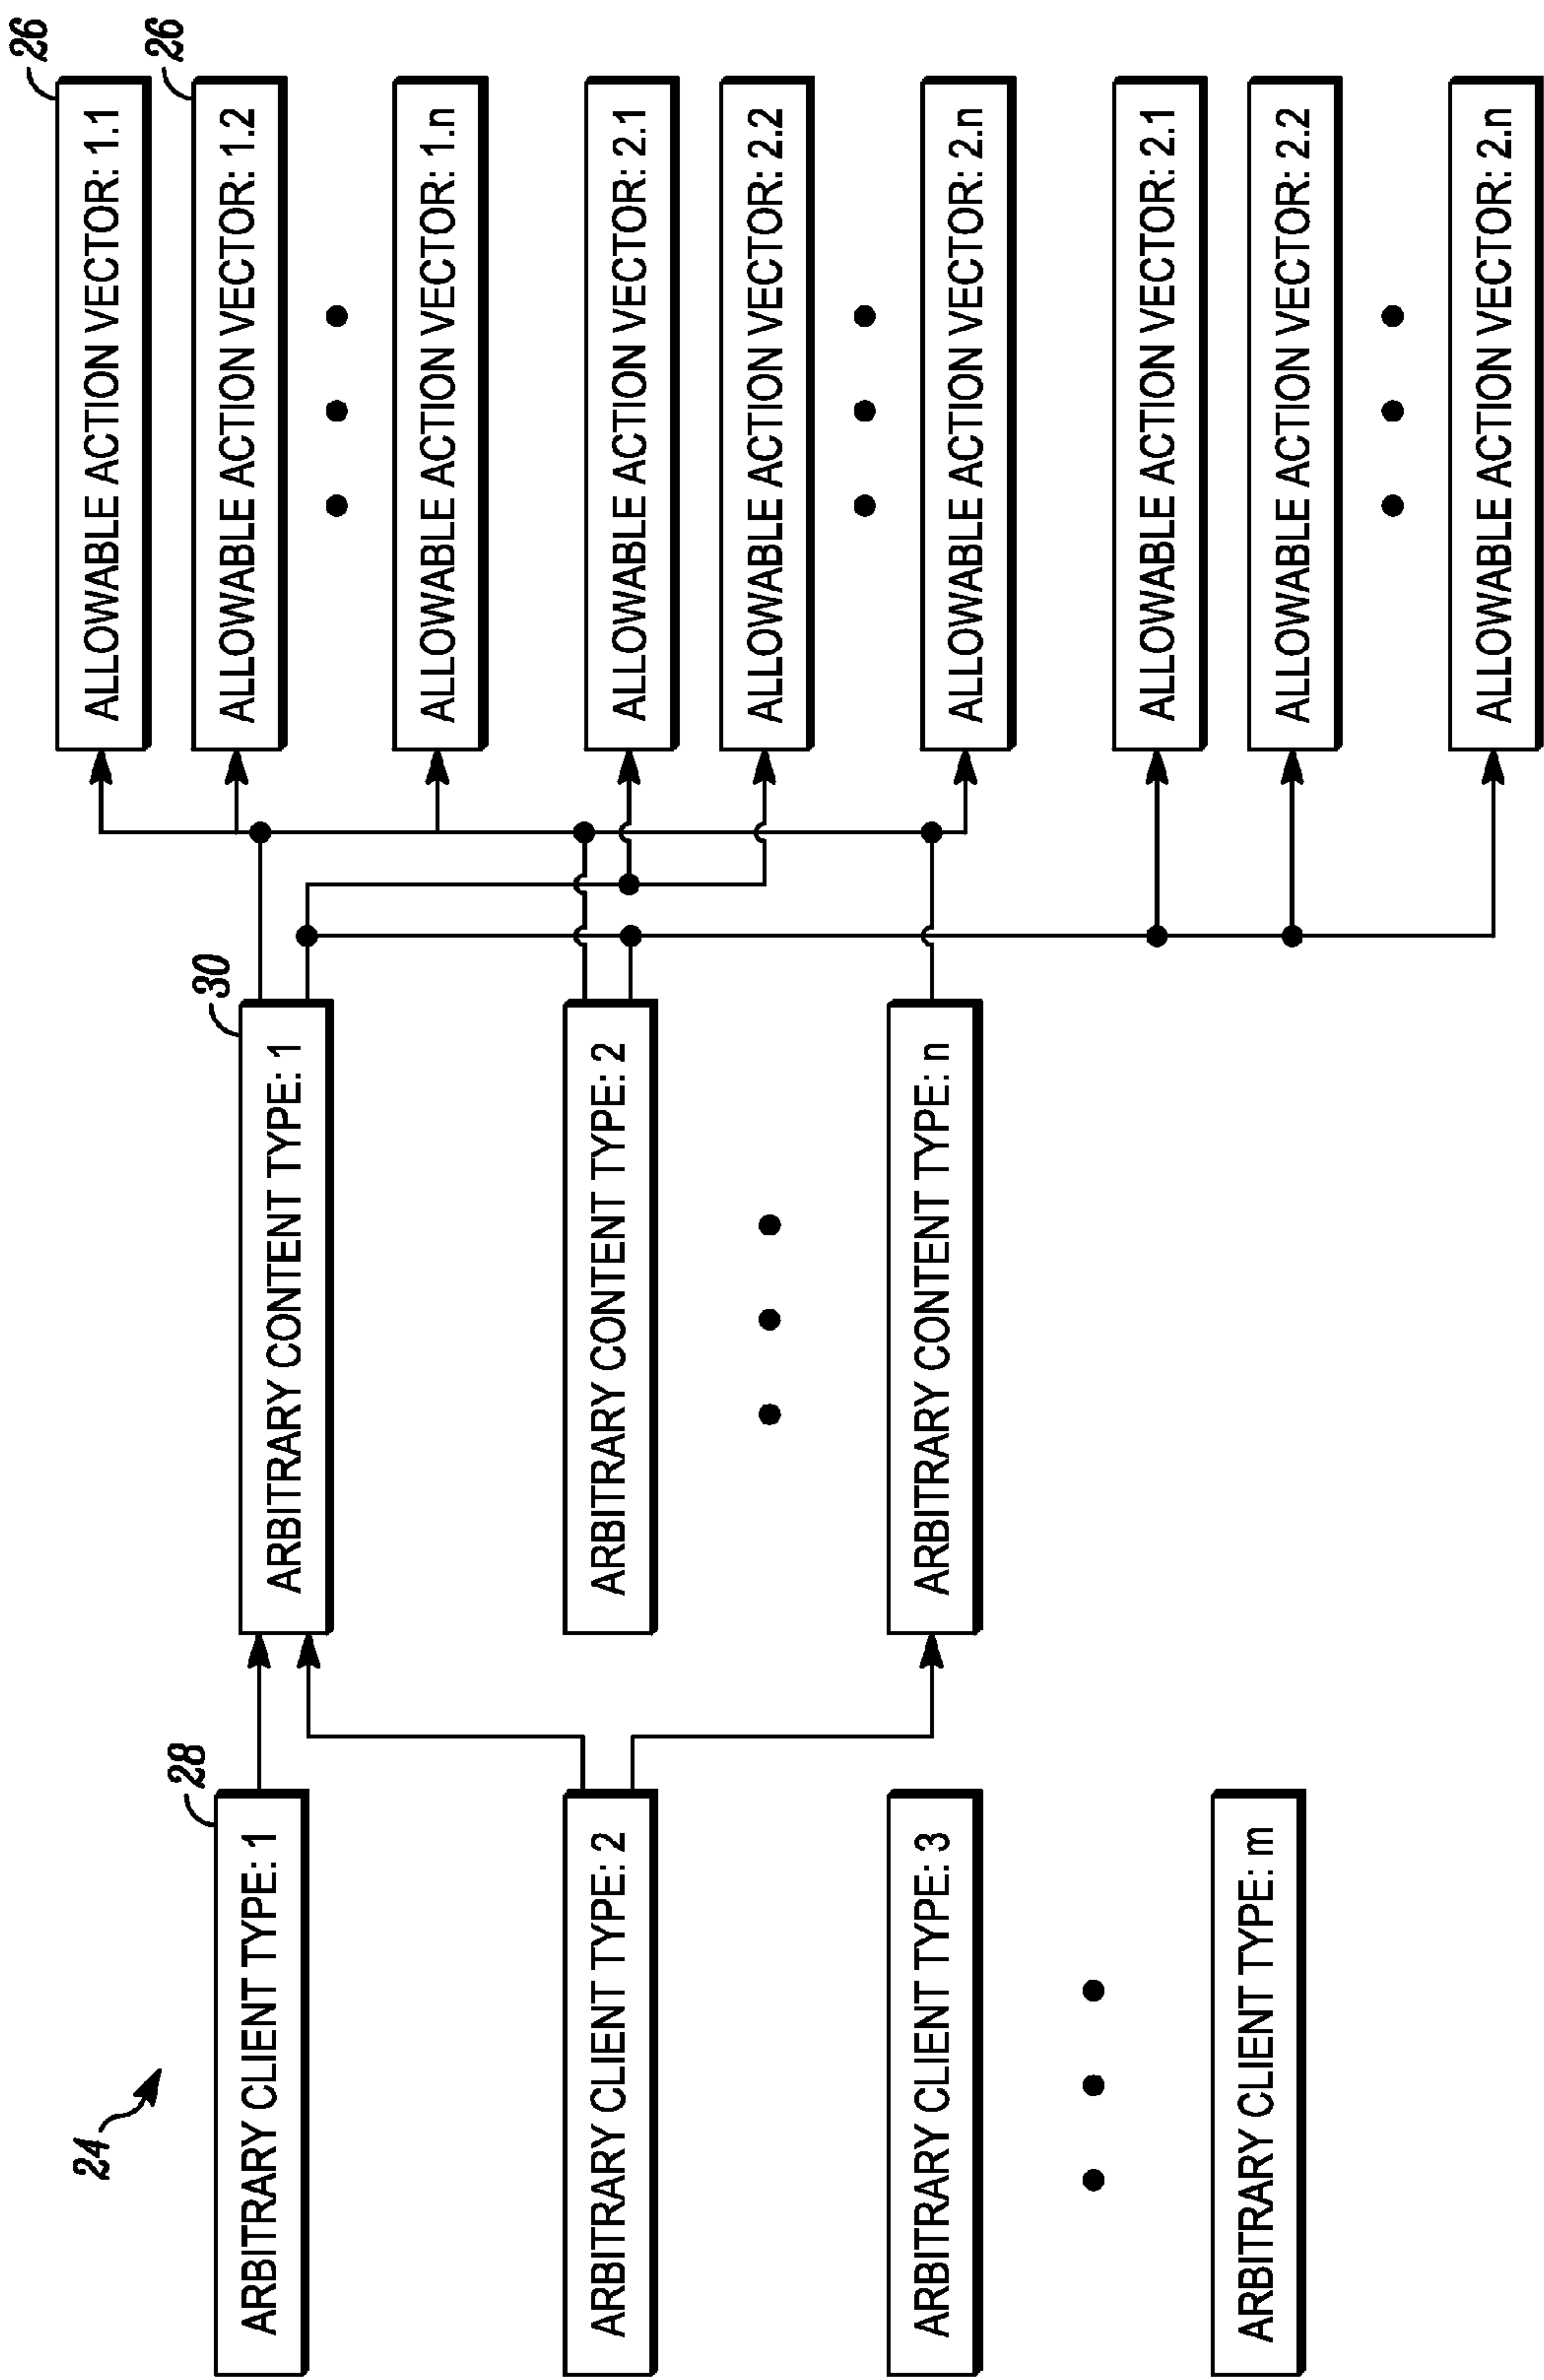 24
28
ARBITRARY CLIENT TYPE: 1
ARBITRARY CLIENT TYPE: 2
ARBITRARY CLIENT TYPE: 3
ARBITRARY CLIENT TYPE: m
30
ARBITRARY CONTENT TYPE: 1
ARBITRARY CONTENT TYPE: 2
ARBITRARY CONTENT TYPE: n
26
ALLOWABLE ACTION VECTOR: 1.1
26
ALLOWABLE ACTION VECTOR: 1.2
ALLOWABLE ACTION VECTOR: 1.n
ALLOWABLE ACTION VECTOR: 2.1
ALLOWABLE ACTION VECTOR: 2.2
ALLOWABLE ACTION VECTOR: 2.n
ALLOWABLE ACTION VECTOR: 2.1
ALLOWABLE ACTION VECTOR: 2.2
ALLOWABLE ACTION VECTOR: 2.n